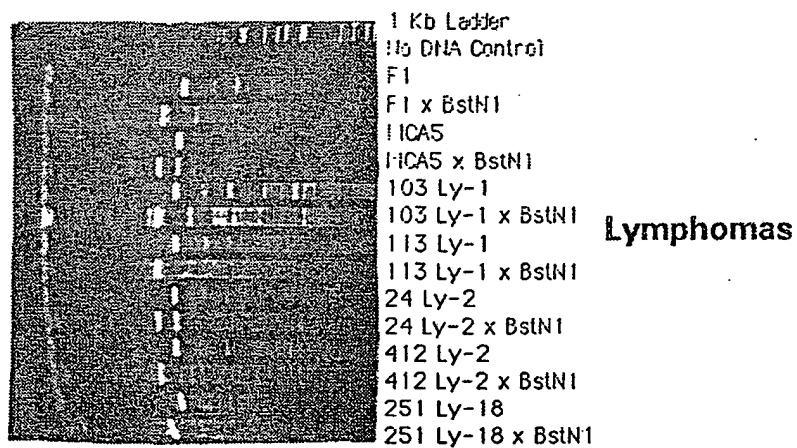 1 Kb Ladder
No DNA Control
F1
F1 x BstN1
MCA5
MCA5 x BstN1
103 Ly-1
103 Ly-1 x BstN1
113 Ly-1
113 Ly-1 x BstN1
24 Ly-2
24 Ly-2 x BstN1
412 Ly-2
412 Ly-2 x BstN1
251 Ly-18
251 Ly-18 x BstN1
Lymphomas